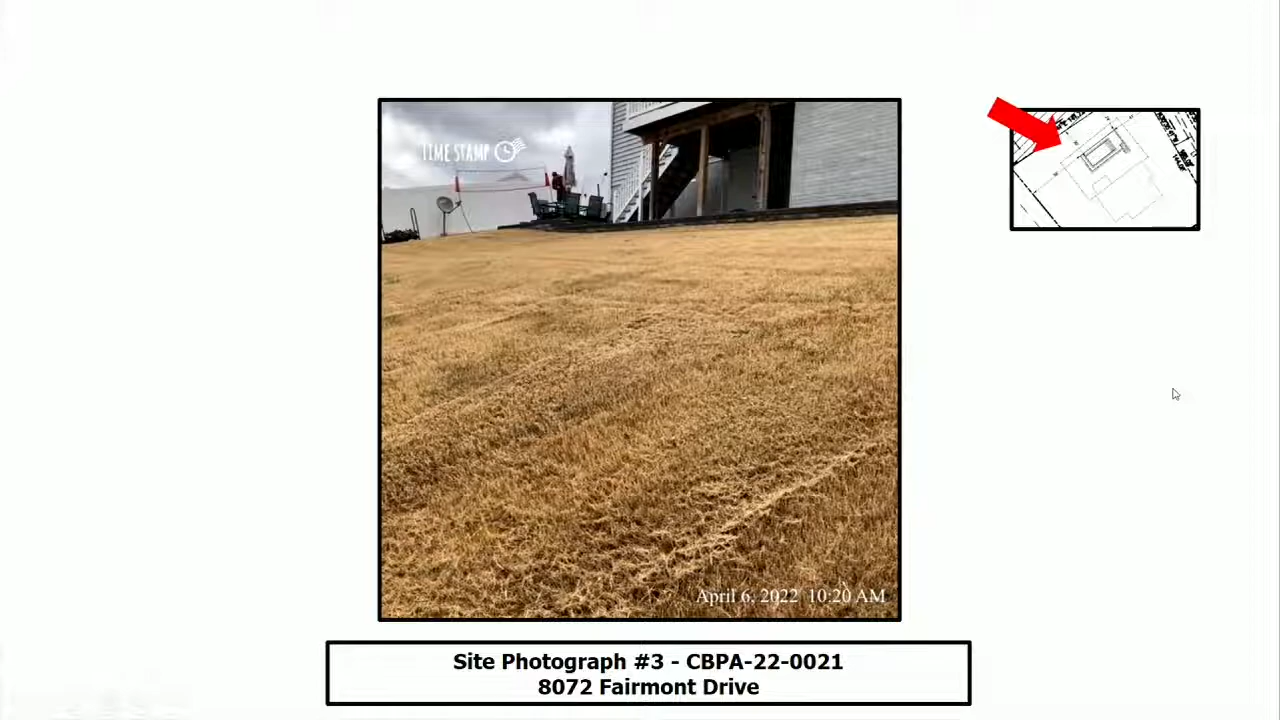 TIME STAMP
April 6, 2022 10:20 AM
Site Photograph #3 - CBPA-22-0021
8072 Fairmont Drive